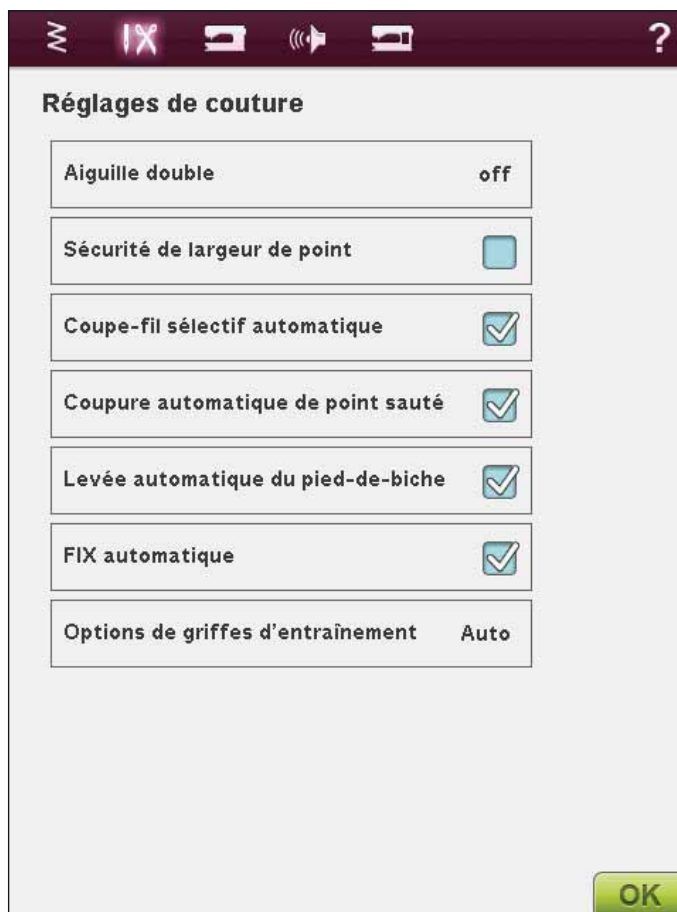 ?
Réglages de couture
Aiguille double off
Sécurité de largeur de point
Coupe-fil sélectif automatique
Coupure automatique de point sauté
Levée automatique du pied-de-biche
FIX automatique
Options de griffes d'entraînement Auto
OK